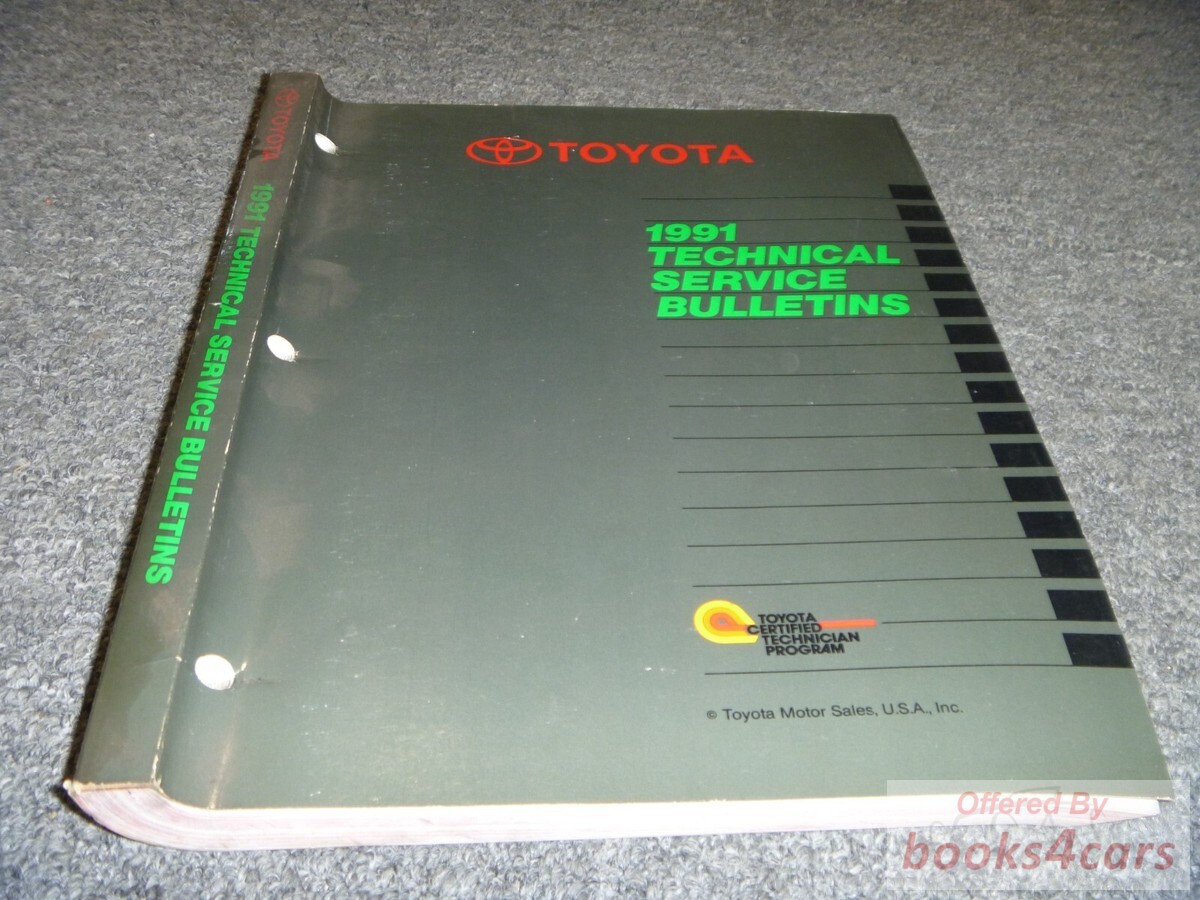 TOYOTA
1991 TECHNICAL SERVICE BULLETINS
TOYOTA
1991
TECHNICAL
SERVICE
BULLETINS
TOYOTA
CERTIFIED
TECHNICIAN
PROGRAM
© Toyota Motor Sales, U.S.A., Inc.
Offered By
books4cars